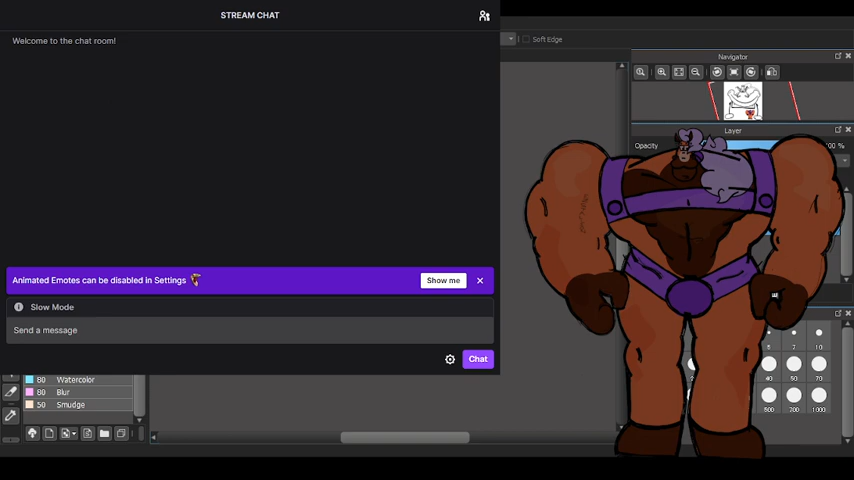 STREAM CHAT
Welcome to the chat room!
Soft Edge
Navigator
Layer
Opacity
00 %
Animated Emotes can be disabled in Settings
Show me
Slow Mode
Send a message
Chat
80 Watercolor
80 Blur
50 Smudge
7 10
40 50 70
500 700 1000